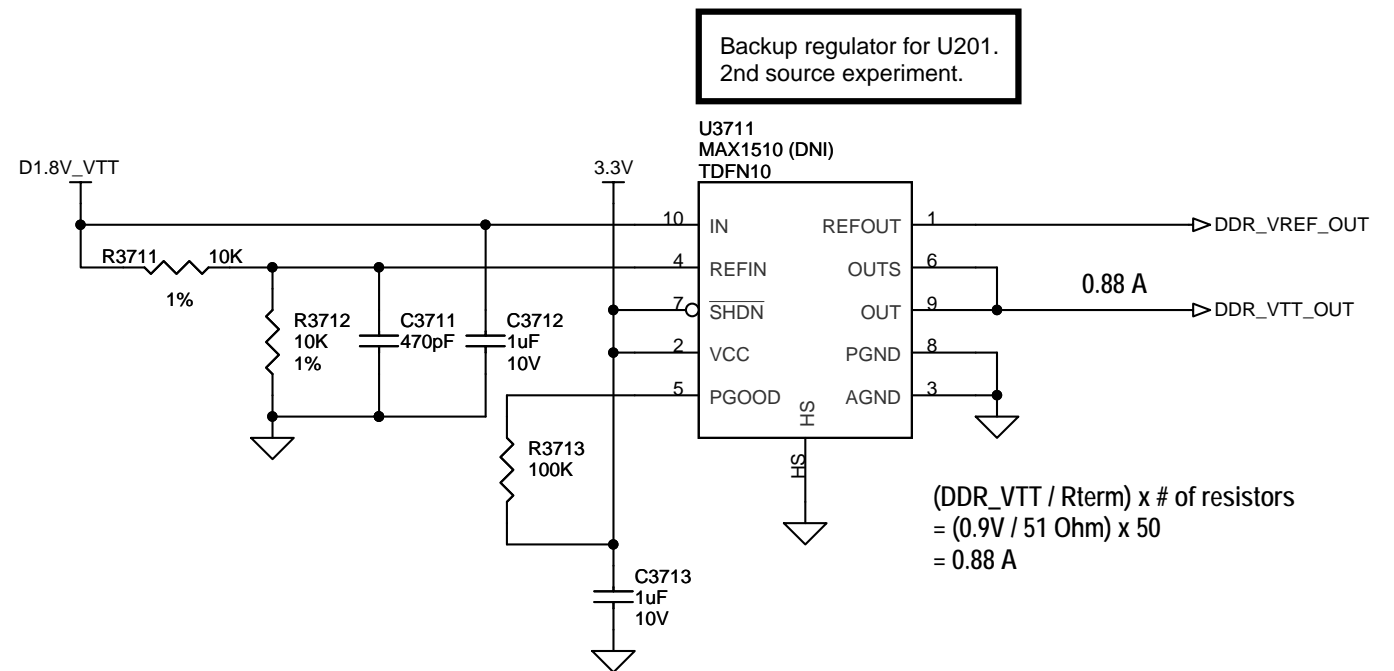 Backup regulator for U201.
2nd source experiment.
U3711
MAX1510 (DNI)
TDFN10
D1.8V_VTT
3.3V
10 IN
REFOUT 1
DDR_VREF_OUT
R3711 10K
1%
4 REFIN
OUTS 6
0.88 A
7 SHDN
OUT 9
DDR_VTT_OUT
R3712
10K
1%
C3711
470pF
C3712
1uF
10V
2 VCC
PGND 8
5 PGOOD
AGND 3
HS
HS
R3713
100K
(DDR_VTT / Rterm) x # of resistors
= (0.9V / 51 Ohm) x 50
= 0.88 A
C3713
1uF
10V